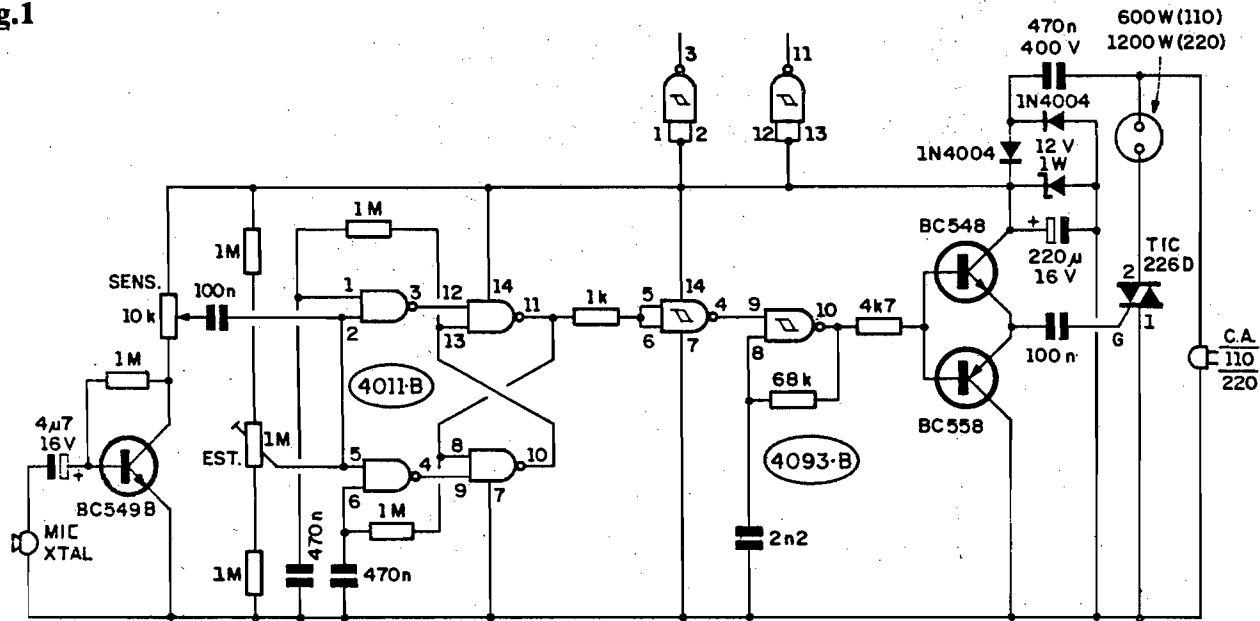 g.1
600W(110)
1200W(220)
470n
400 V
1N4004
12 V
1W
1N4004
3
1 2
11
12 13
1M
1M
SENS.
10k
100n
1
2
3
12
13
14
11
1k
5
6
14
4
7
9
8
10
4k7
BC548
+
220µ
16V
TIC
226D
2
1
G
100n
C.A.
110
220
1M
4011·B
68k
4093·B
BC558
4µ7
16V
+
BC549B
MIC
XTAL
1M
EST.
5
6
4
8
9
10
7
1M
470n
470n
1M
2n2